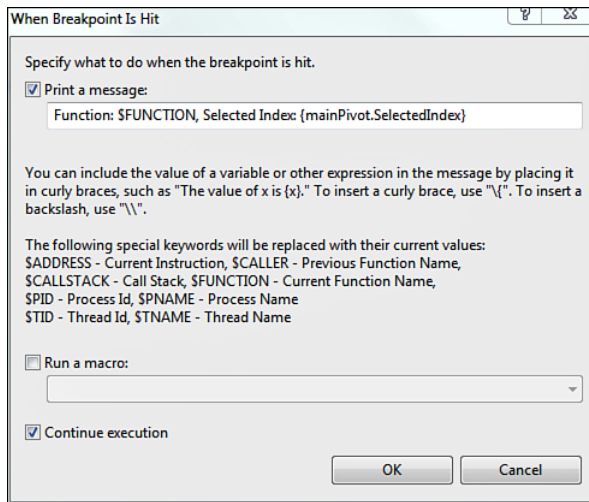 When Breakpoint Is Hit
Specify what to do when the breakpoint is hit.
Print a message:
Function: $FUNCTION, Selected Index: {mainPivot.SelectedIndex}
You can include the value of a variable or other expression in the message by placing it
in curly braces, such as "The value of x is {x}." To insert a curly brace, use "\{". To insert a
backslash, use "\\".
The following special keywords will be replaced with their current values:
$ADDRESS - Current Instruction, $CALLER - Previous Function Name,
$CALLSTACK - Call Stack, $FUNCTION - Current Function Name,
$PID - Process Id, $PNAME - Process Name
$TID - Thread Id, $TNAME - Thread Name
Run a macro:
Continue execution
OK Cancel